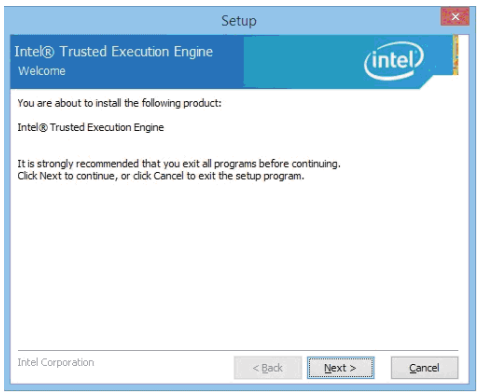 Setup
Intel® Trusted Execution Engine
Welcome
intel
You are about to install the following product:
Intel® Trusted Execution Engine
It is strongly recommended that you exit all programs before continuing.
Click Next to continue, or click Cancel to exit the setup program.
Intel Corporation
< Back
Next >
Cancel